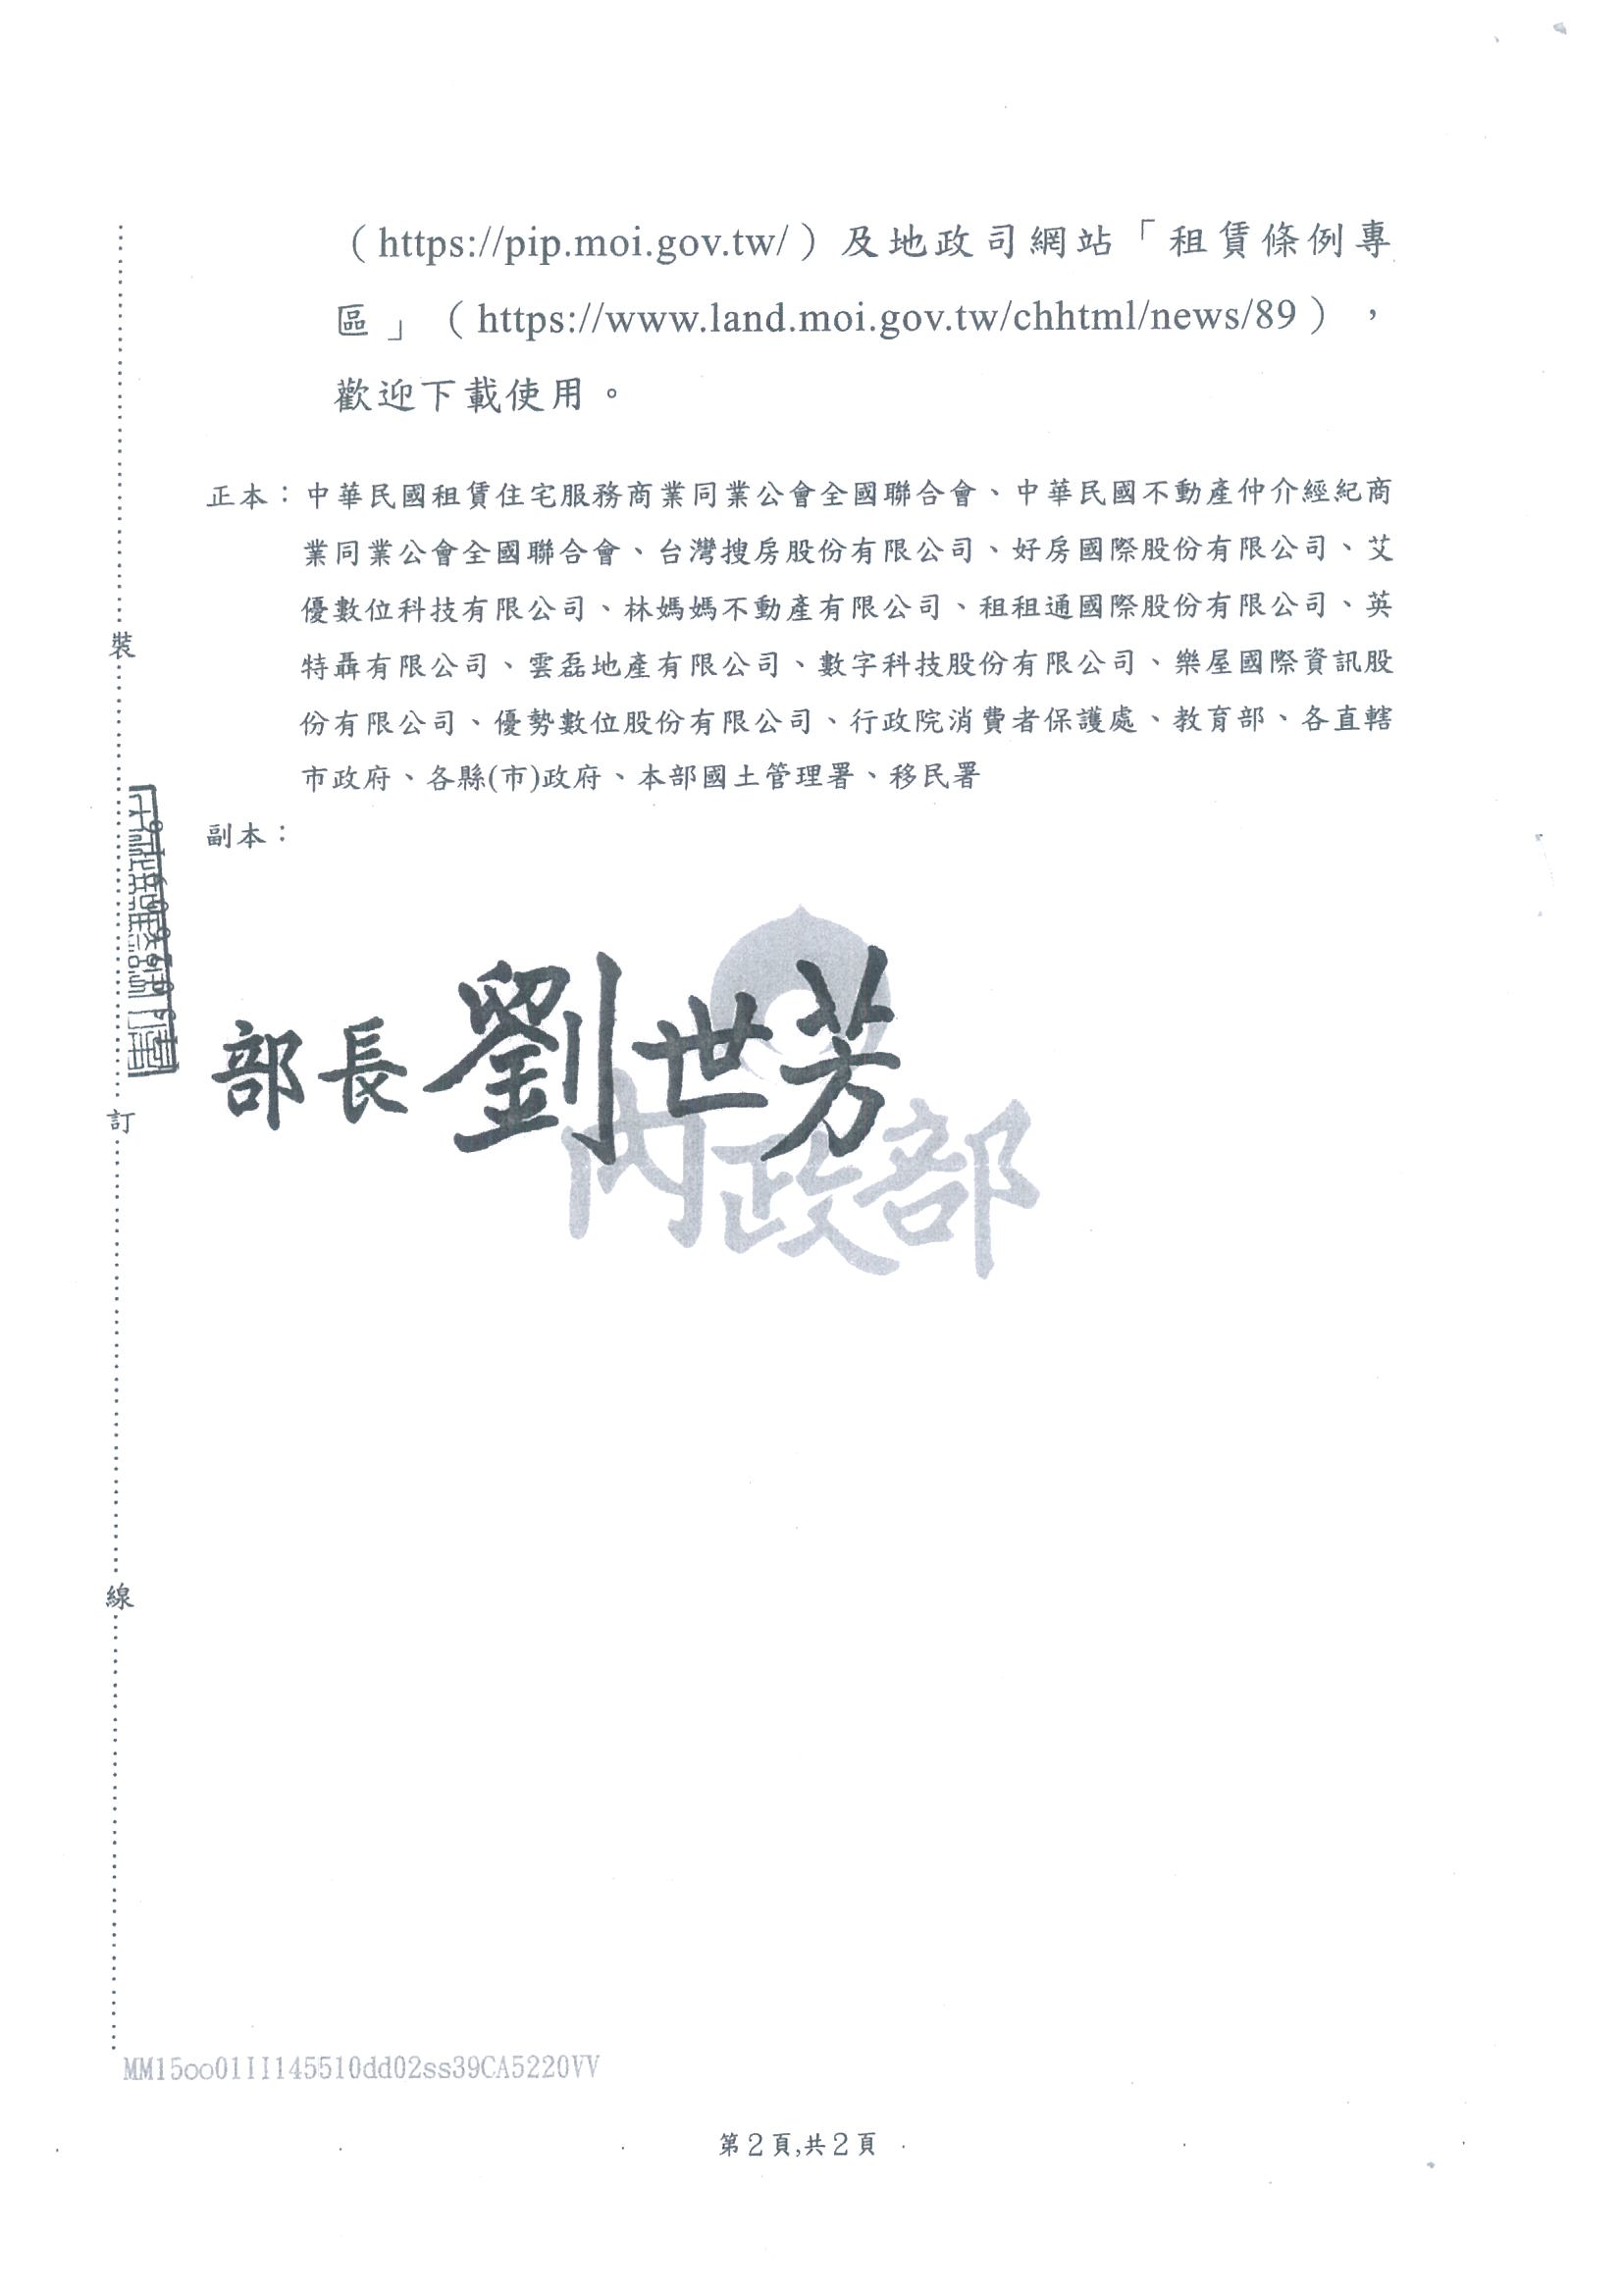 （https://pip.moi.gov.tw/）及地政司網站「租賃條例專
區」（https://www.land.moi.gov.tw/chhtml/news/89），
歡迎下載使用。
正本：中華民國租賃住宅服務商業同業公會全國聯合會、中華民國不動產仲介經紀商
業同業公會全國聯合會、台灣搜房股份有限公司、好房國際股份有限公司、艾
優數位科技有限公司、林媽媽不動產有限公司、租租通國際股份有限公司、英
特聶有限公司、雲磊地產有限公司、數字科技股份有限公司、樂屋國際資訊股
份有限公司、優勢數位股份有限公司、行政院消費者保護處、教育部、各直轄
市政府、各縣(市)政府、本部國土管理署、移民署
副本：
部長劉世芳
內政部
裝
訂
線
MM15oo01III145510dd02ss39CA5220VV
第2頁,共2頁